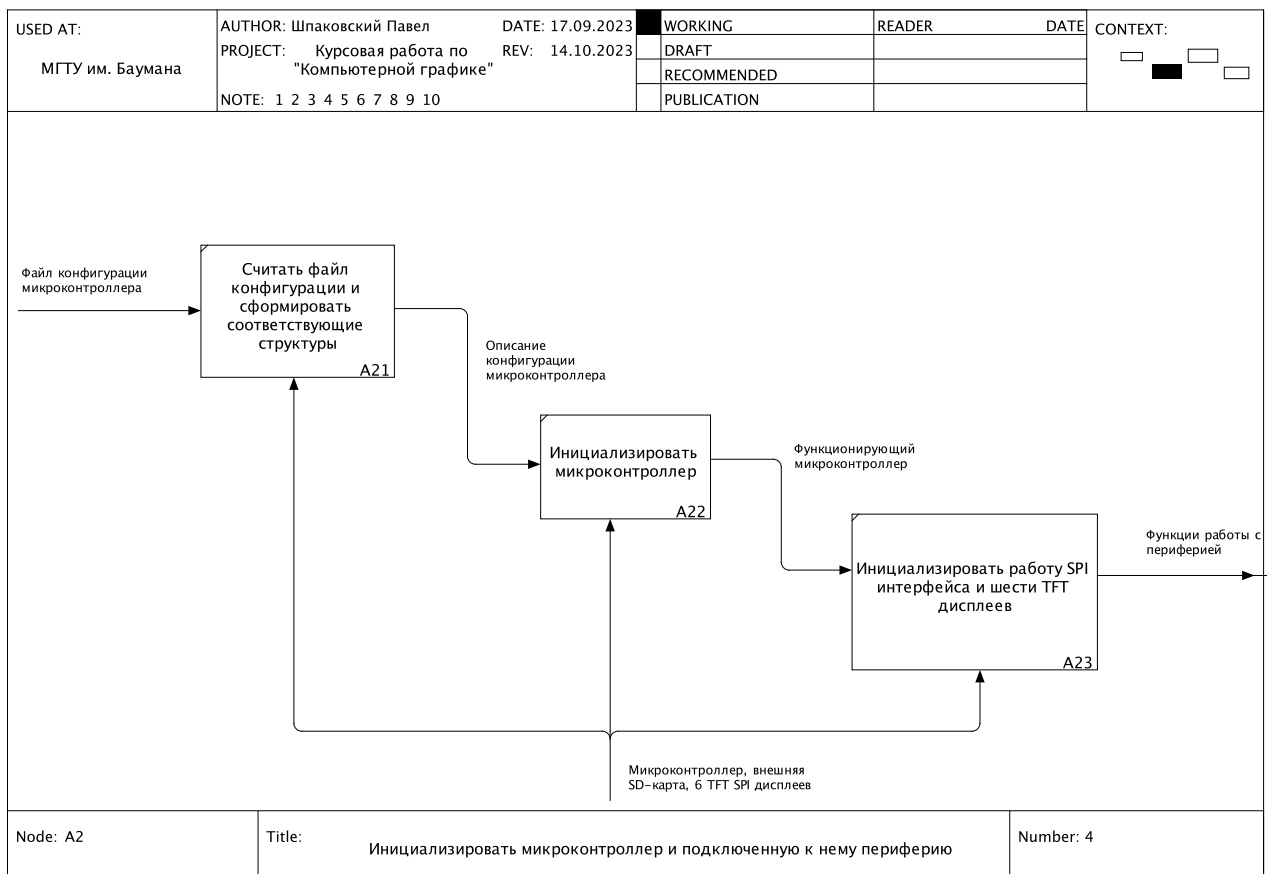 USED AT:
МГТУ им. Баумана
AUTHOR: Шпаковский Павел
DATE: 17.09.2023
PROJECT: Курсовая работа по
"Компьютерной графике"
REV: 14.10.2023
NOTE: 1 2 3 4 5 6 7 8 9 10
WORKING
DRAFT
RECOMMENDED
PUBLICATION
READER DATE
CONTEXT:
Файл конфигурации
микроконтроллера
Считать файл
конфигурации и
сформировать
соответствующие
структуры
A21
Описание
конфигурации
микроконтроллера
Инициализировать
микроконтроллер
A22
Функционирующий
микроконтроллер
Инициализировать работу SPI
интерфейса и шести TFT
дисплеев
A23
Функции работы с
периферией
Микроконтроллер, внешняя
SD-карта, 6 TFT SPI дисплеев
Node: A2
Title:
Инициализировать микроконтроллер и подключенную к нему периферию
Number: 4